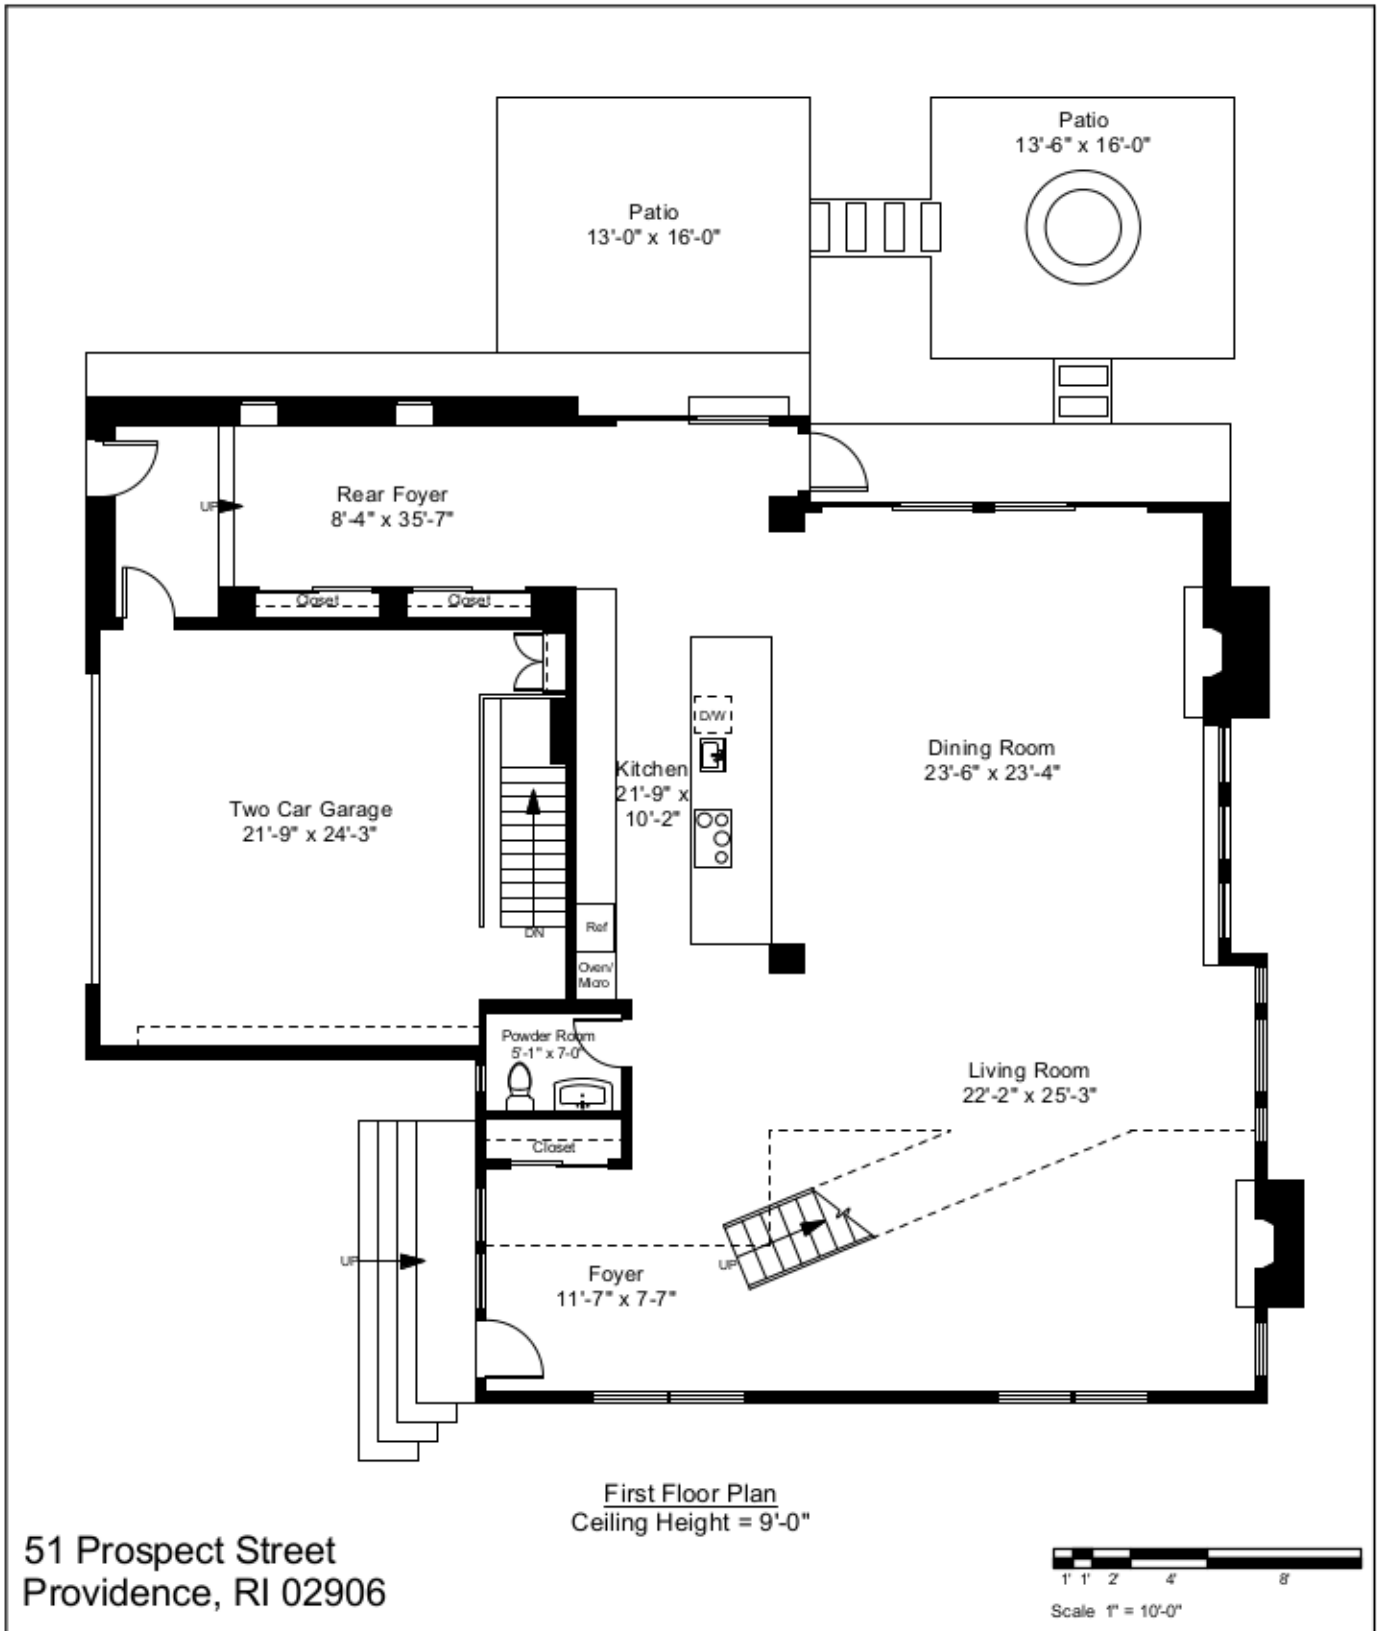 Patio
13'-6" x 16'-0"
Patio
13'-0" x 16'-0"
Rear Foyer
8'-4" x 35'-7"
UP
Closet
Closet
D/W
Kitchen
21'-9" x
10'-2"
Dining Room
23'-6" x 23'-4"
Two Car Garage
21'-9" x 24'-3"
DN
Ref
Oven/
Micro
Powder Room
5'-1" x 7-0"
Living Room
22'-2" x 25'-3"
Closet
UP
UP
Foyer
11'-7" x 7-7"
First Floor Plan
Ceiling Height = 9'-0"
51 Prospect Street
Providence, RI 02906
1' 1' 2' 4' 8'
Scale 1" = 10'-0"